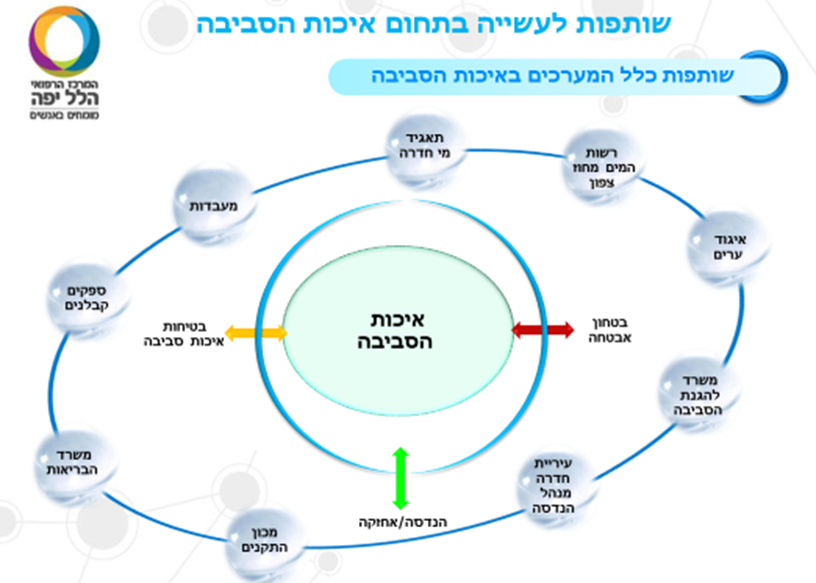 שותפות לעשייה בתחום איכות הסביבה
שותפות כלל המערכים באיכות הסביבה
המרכז הרפואי
הלל יפה
מומחים באנשים
תאגיד
מי חדרה
רשות
המים מחוז
צפון
איגוד
ערים
משרד
להגנת
הסביבה
עיריית
חדרה
מנהל
הנדסה
מכון
התקנים
משרד
הבריאות
ספקים
קבלנים
מעבדות
איכות
הסביבה
בטחון
אבטחה
בטיחות
איכות סביבה
הנדסה/אחזקה